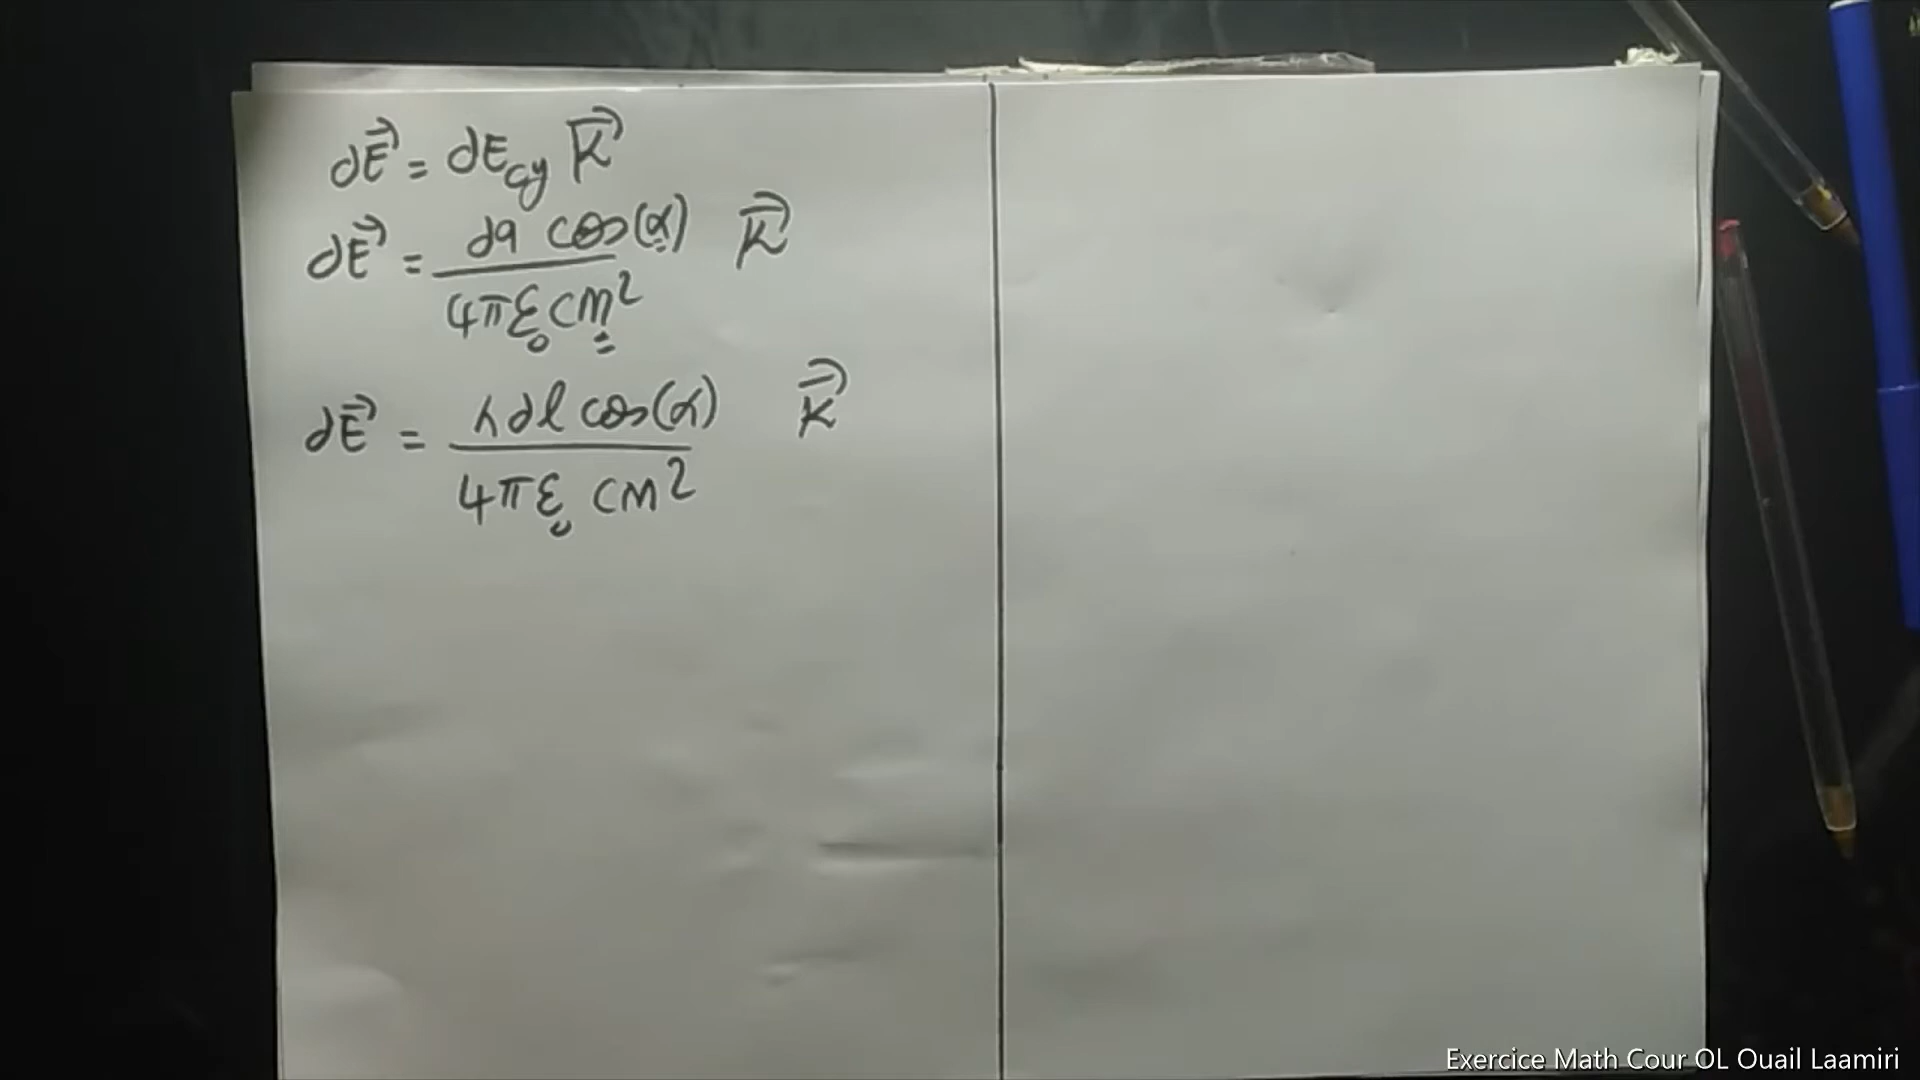 dE⃗ = dE_cy K⃗
dE⃗ = dq cos(α) / 4πε₀ CM² K⃗
dE⃗ = λ dl cos(α) / 4πε₀ CM² K⃗
Exercice Math Cour OL Ouail Laamiri